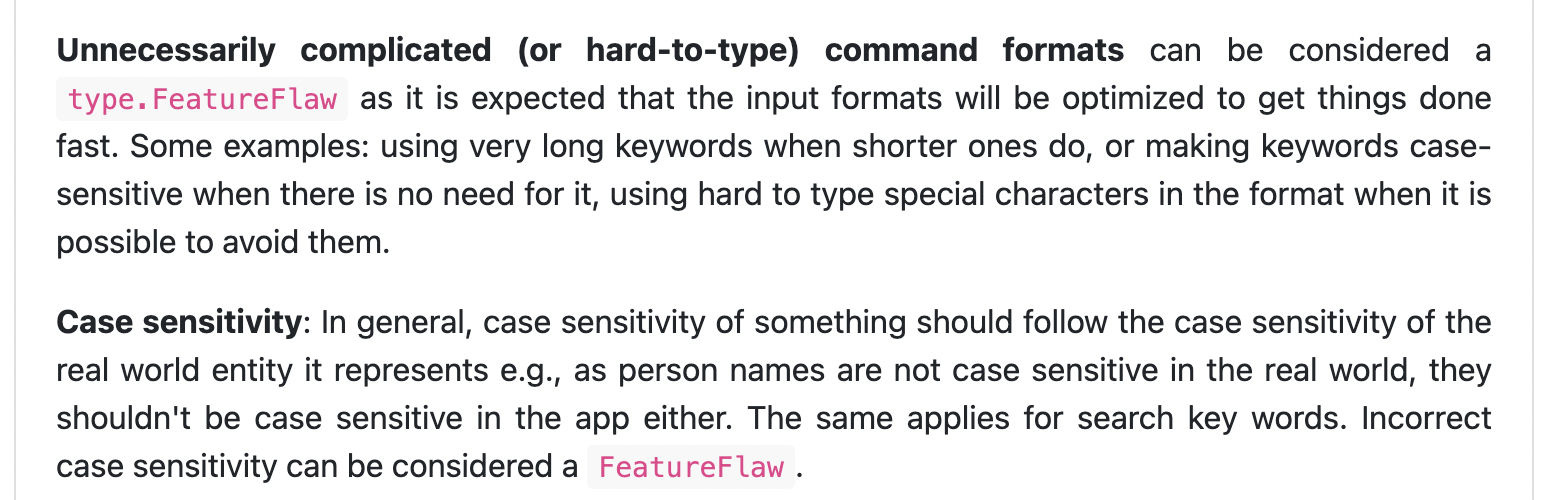 Unnecessarily complicated (or hard-to-type) command formats can be considered a
type.FeatureFlaw as it is expected that the input formats will be optimized to get things done
fast. Some examples: using very long keywords when shorter ones do, or making keywords case-
sensitive when there is no need for it, using hard to type special characters in the format when it is
possible to avoid them.
Case sensitivity: In general, case sensitivity of something should follow the case sensitivity of the
real world entity it represents e.g., as person names are not case sensitive in the real world, they
shouldn't be case sensitive in the app either. The same applies for search key words. Incorrect
case sensitivity can be considered a FeatureFlaw.